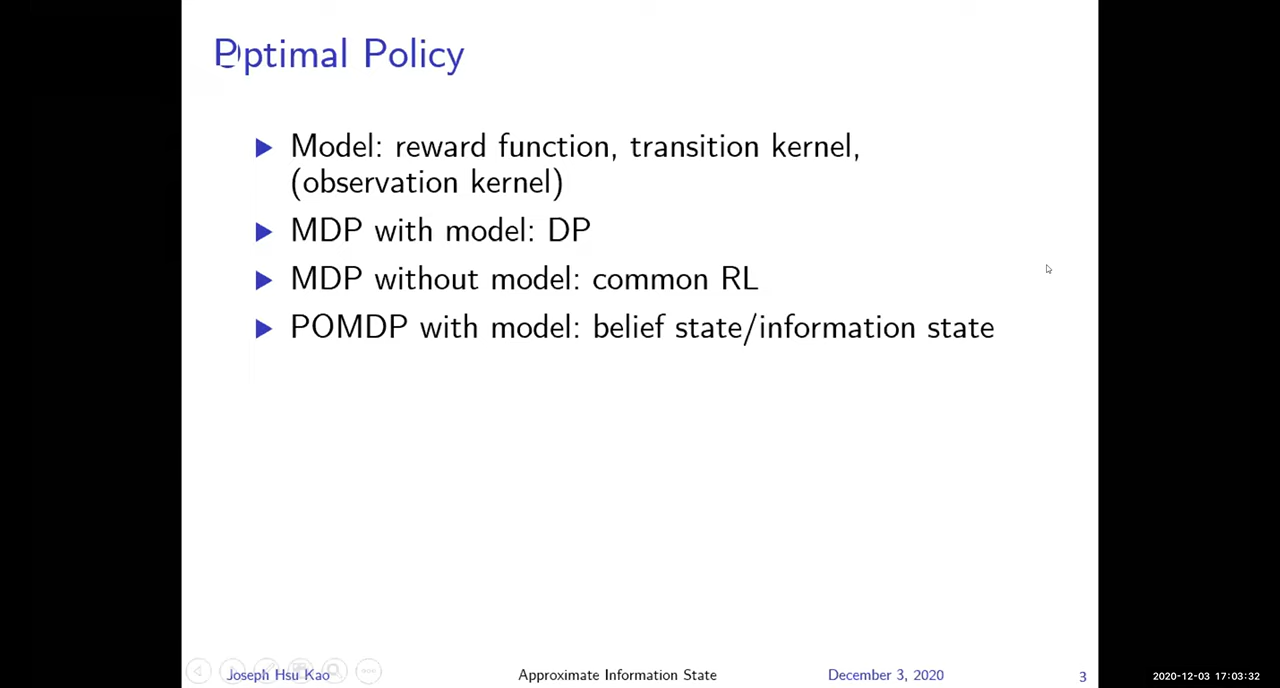 Optimal Policy
Model: reward function, transition kernel,
(observation kernel)
MDP with model: DP
MDP without model: common RL
POMDP with model: belief state/information state
Joseph Hsu Kao
Approximate Information State
December 3, 2020
3
2020-12-03 17:03:32